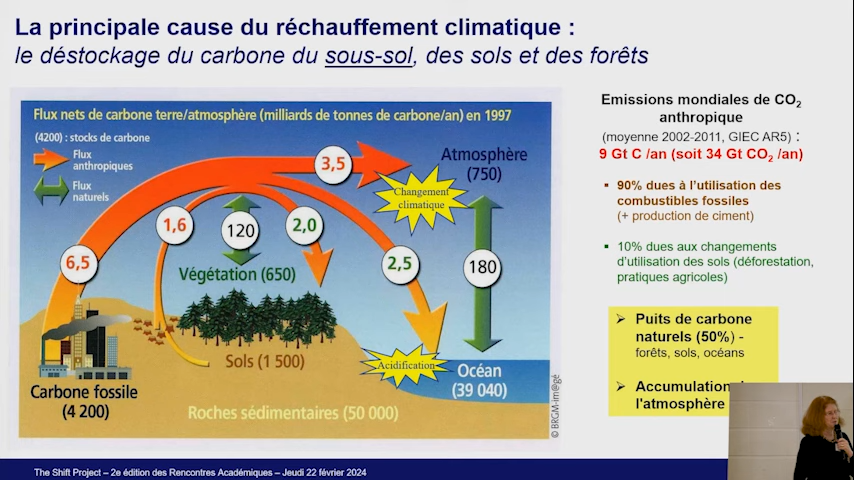 La principale cause du réchauffement climatique :
le déstockage du carbone du sous-sol, des sols et des forêts
Flux nets de carbone terre/atmosphère (milliards de tonnes de carbone/an) en 1997
(4200) : stocks de carbone
Flux
anthropiques
Flux
naturels
3,5
Atmosphère
(750)
Changement
climatique
1,6
120
2,0
6,5
2,5
180
Végétation (650)
Sols (1 500)
Acidification
Océan
(39 040)
Carbone fossile
(4 200)
Roches sédimentaires (50 000)
© BRGM-im@gé
Emissions mondiales de CO2
anthropique
(moyenne 2002-2011, GIEC AR5) :
9 Gt C /an (soit 34 Gt CO2 /an)
90% dues à l'utilisation des
combustibles fossiles
(+ production de ciment)
10% dues aux changements
d'utilisation des sols (déforestation,
pratiques agricoles)
Puits de carbone
naturels (50%) -
forêts, sols, océans
Accumulation
l'atmosphère
The Shift Project – 2e édition des Rencontres Académiques – Jeudi 22 février 2024